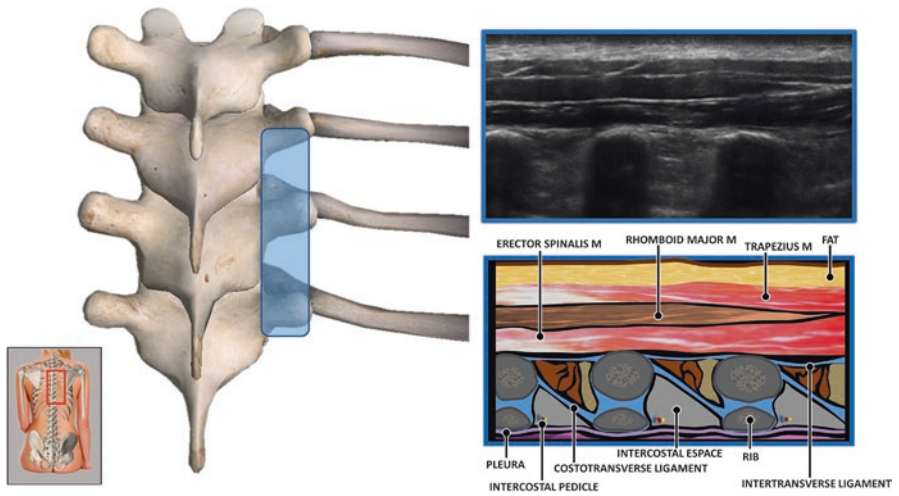 ERECTOR SPINALIS M
RHOMBOID MAJOR M
TRAPEZIUS M
FAT
PLEURA
INTERCOSTAL PEDICLE
COSTOTRANSVERSE LIGAMENT
INTERCOSTAL ESPACE
RIB
INTERTRANSVERSE LIGAMENT